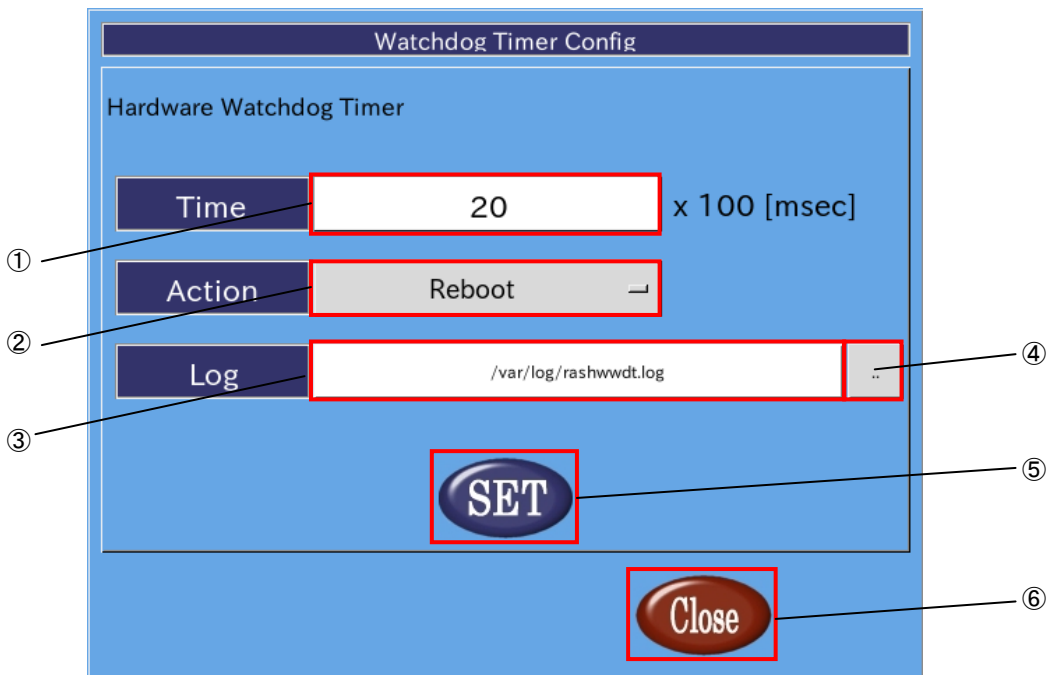 Watchdog Timer Config
Hardware Watchdog Timer
Time 20 x 100 [msec]
①
Action Reboot
②
Log /var/log/rashwwdt.log .. ④
③
SET ⑤
Close ⑥